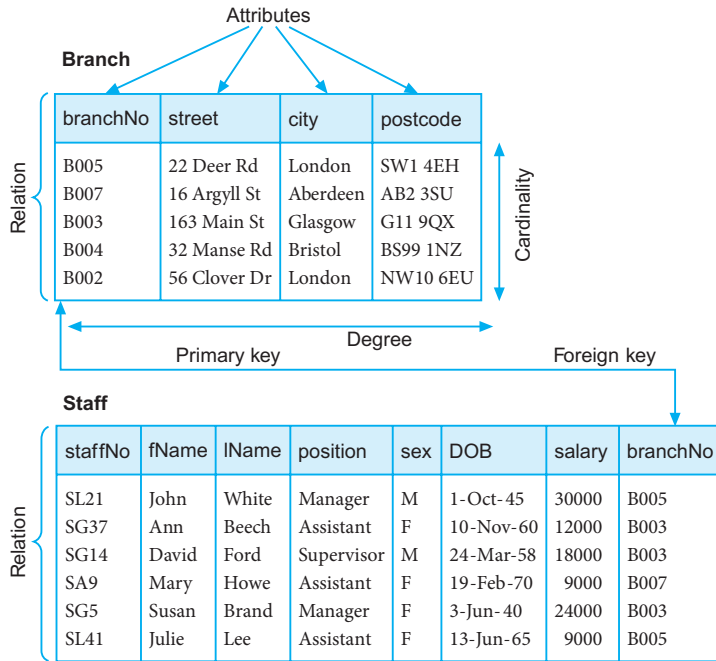 Attributes
Branch
branchNo street city postcode
B005 22 Deer Rd London SW1 4EH
B007 16 Argyll St Aberdeen AB2 3SU
B003 163 Main St Glasgow G11 9QX
B004 32 Manse Rd Bristol BS99 1NZ
B002 56 Clover Dr London NW10 6EU
Relation
Cardinality
Degree
Primary key Foreign key
Staff
staffNo fName lName position sex DOB salary branchNo
SL21 John White Manager M 1-Oct-45 30000 B005
SG37 Ann Beech Assistant F 10-Nov-60 12000 B003
SG14 David Ford Supervisor M 24-Mar-58 18000 B003
SA9 Mary Howe Assistant F 19-Feb-70 9000 B007
SG5 Susan Brand Manager F 3-Jun-40 24000 B003
SL41 Julie Lee Assistant F 13-Jun-65 9000 B005
Relation